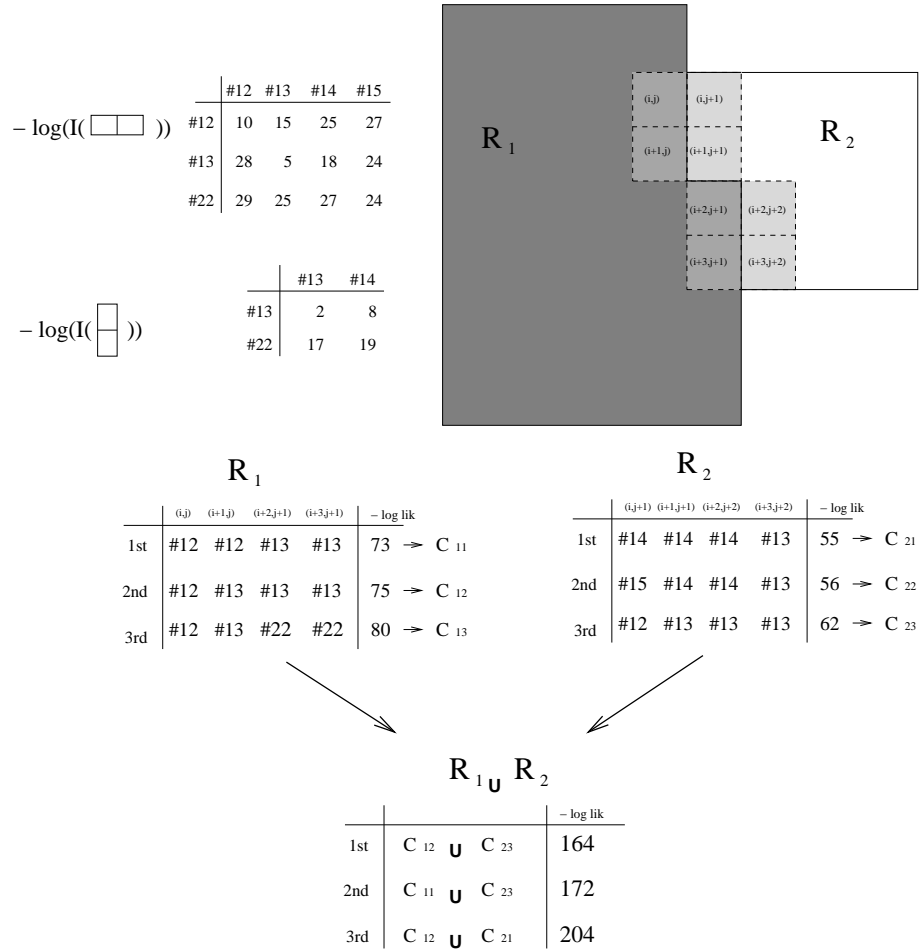 #12 #13 #14 #15
– log(I( )) #12 10 15 25 27
#13 28 5 18 24
#22 29 25 27 24
#13 #14
– log(I( )) #13 2 8
#22 17 19
R 1
R 2
(i,j) (i,j+1)
(i+1,j) (i+1,j+1)
(i+2,j+1) (i+2,j+2)
(i+3,j+1) (i+3,j+2)
R 1
(i,j) (i+1,j) (i+2,j+1) (i+3,j+1) – log lik
1st #12 #12 #13 #13 73 → C 11
2nd #12 #13 #13 #13 75 → C 12
3rd #12 #13 #22 #22 80 → C 13
R 2
(i,j+1) (i+1,j+1) (i+2,j+2) (i+3,j+2) – log lik
1st #14 #14 #14 #13 55 → C 21
2nd #15 #14 #14 #13 56 → C 22
3rd #12 #13 #13 #13 62 → C 23
R 1 U R 2
– log lik
1st C 12 U C 23 164
2nd C 11 U C 23 172
3rd C 12 U C 21 204